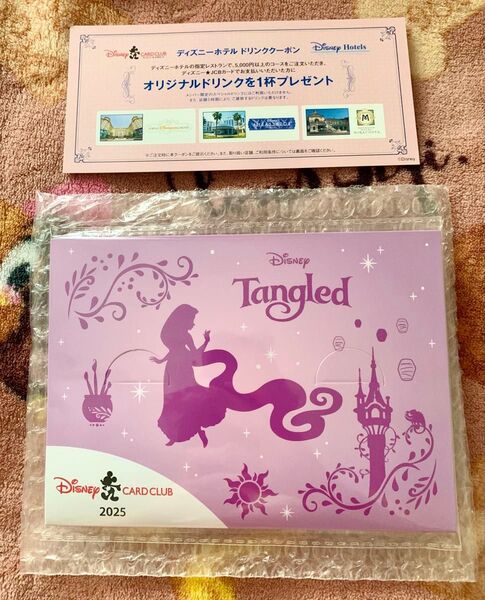 Disney CARD CLUB ディズニーホテル ドリンククーポン Disney Hotels
ディズニーホテルの指定レストランで、5,000円以上のコースをご注文いただき、
ディズニー★JCBカードでお支払いいただいた方に
オリジナルドリンクを1杯プレゼント
©Disney
Disney
Tangled
Disney CARD CLUB
2025